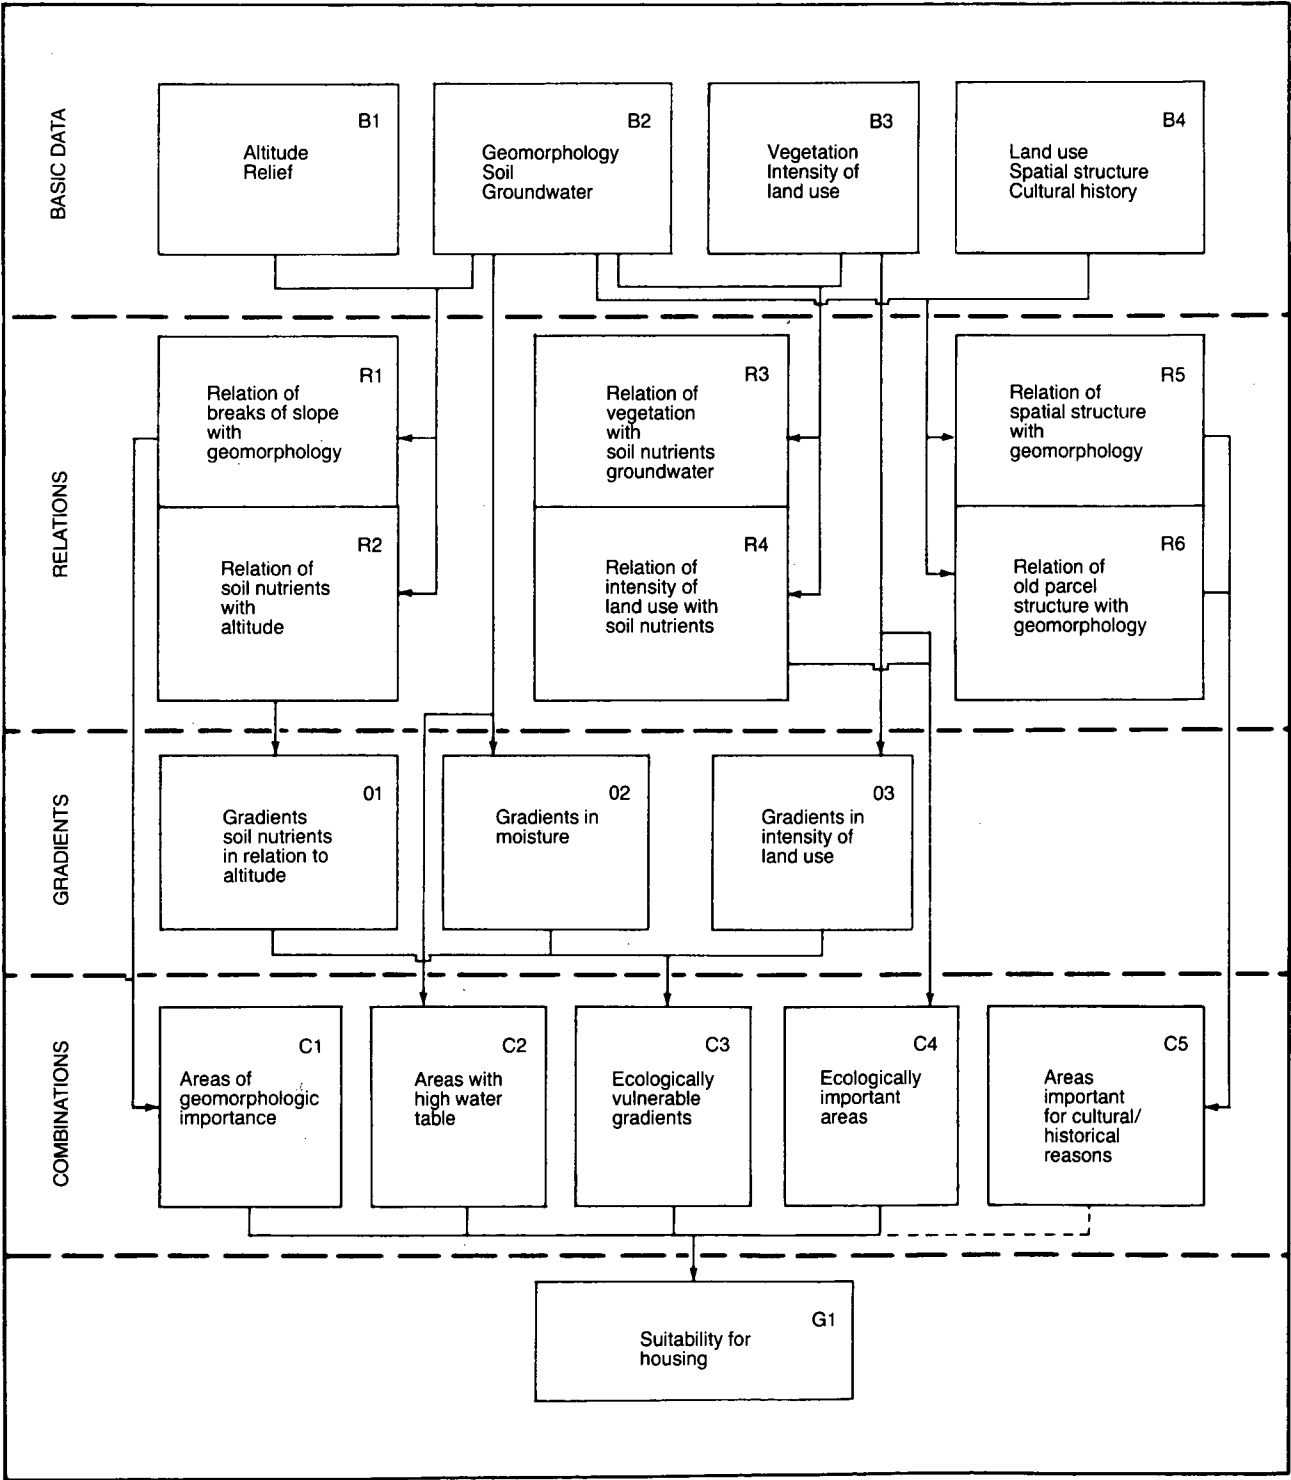 BASIC DATA
B1
Altitude
Relief
B2
Geomorphology
Soil
Groundwater
B3
Vegetation
Intensity of
land use
B4
Land use
Spatial structure
Cultural history
RELATIONS
R1
Relation of
breaks of slope
with
geomorphology
R2
Relation of
soil nutrients
with
altitude
R3
Relation of
vegetation
with
soil nutrients
groundwater
R4
Relation of
intensity of
land use with
soil nutrients
R5
Relation of
spatial structure
with
geomorphology
R6
Relation of
old parcel
structure with
geomorphology
GRADIENTS
01
Gradients
soil nutrients
in relation to
altitude
02
Gradients in
moisture
03
Gradients in
intensity of
land use
COMBINATIONS
C1
Areas of
geomorphologic
importance
C2
Areas with
high water
table
C3
Ecologically
vulnerable
gradients
C4
Ecologically
important
areas
C5
Areas
important
for cultural/
historical
reasons
G1
Suitability for
housing